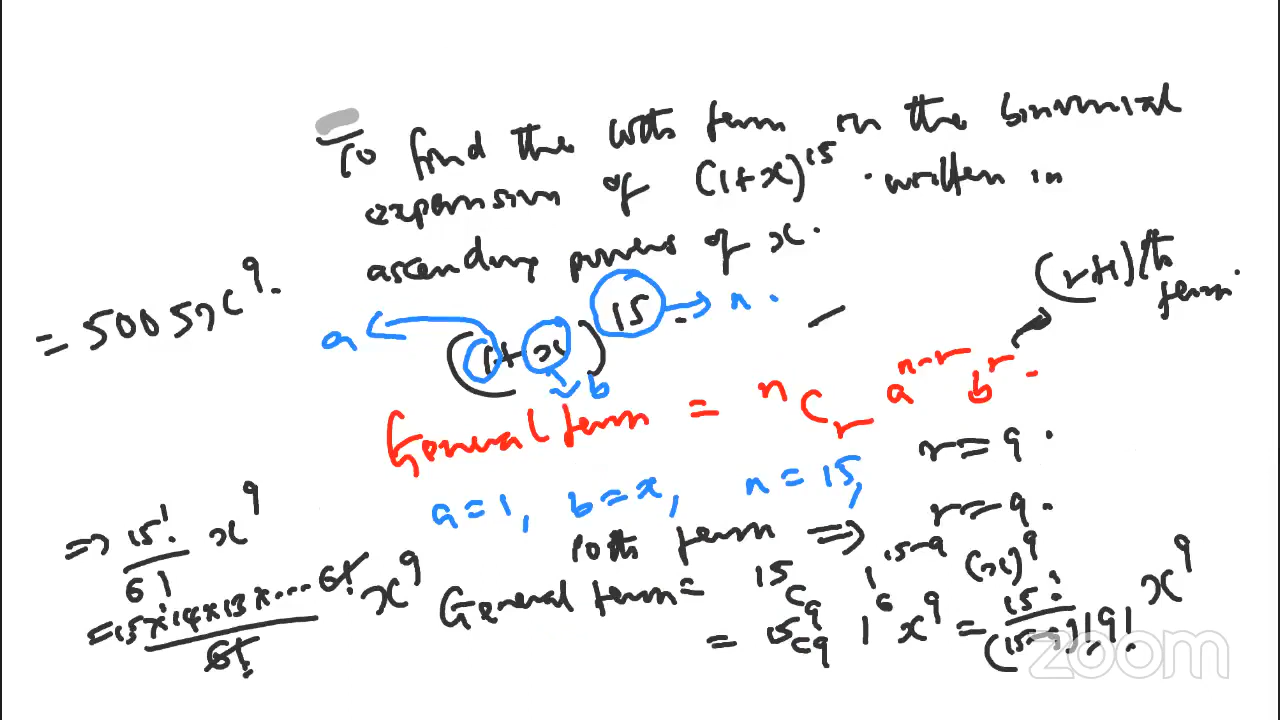 To find the 10th term in the binomial
expansion of (1+x)^15 . written in
ascending powers of x.
(1+x)^15 → n.
a
b
(r+1)th term.
General term = nCr a^n-r b^r
r = 9.
a = 1, b = x, n = 15,
r = 9.
10th term ⇒
General term = 15C9 1^15-9 (x)^9
= 15C9 1^6 x^9 = 15! / (15-9)! 9! x^9
=> 15! / 6! x^9
= 15 x 14 x 13 x ... 6! / 6! x^9
= 5005x^9.
zoom